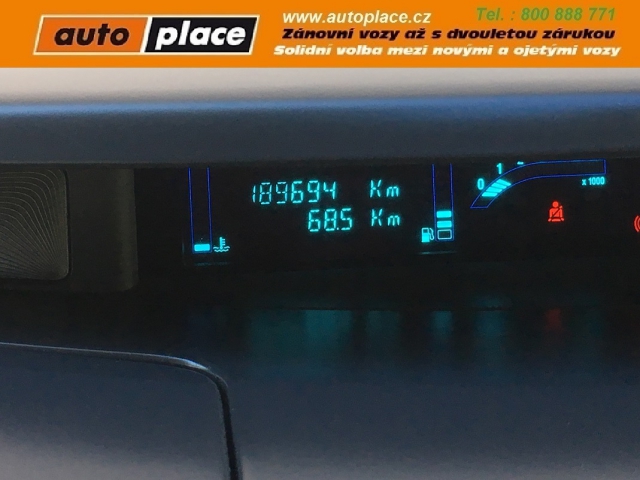 auto place
www.autoplace.cz
Tel. : 800 888 771
Zánovní vozy až s dvouletou zárukou
Solidní volba mezi novými a ojetými vozy
189694 Km
68.5 Km
0
1
x 1000